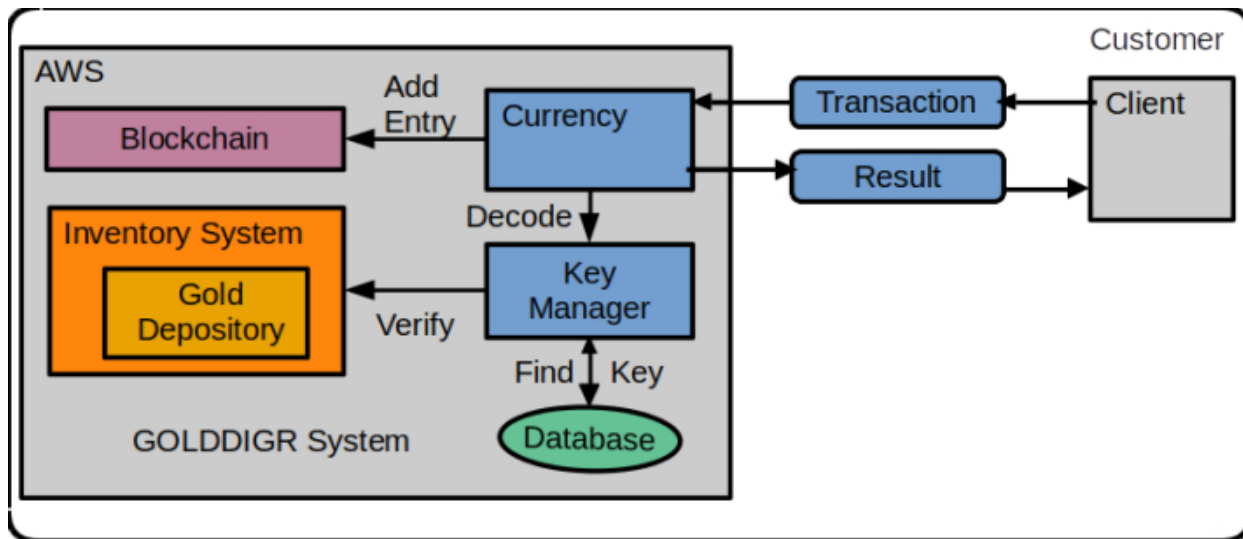 Customer
AWS
Add
Entry
Currency
Transaction
Client
Blockchain
Result
Decode
Inventory System
Gold
Depository
Key
Manager
Verify
Find Key
Database
GOLDDIGR System